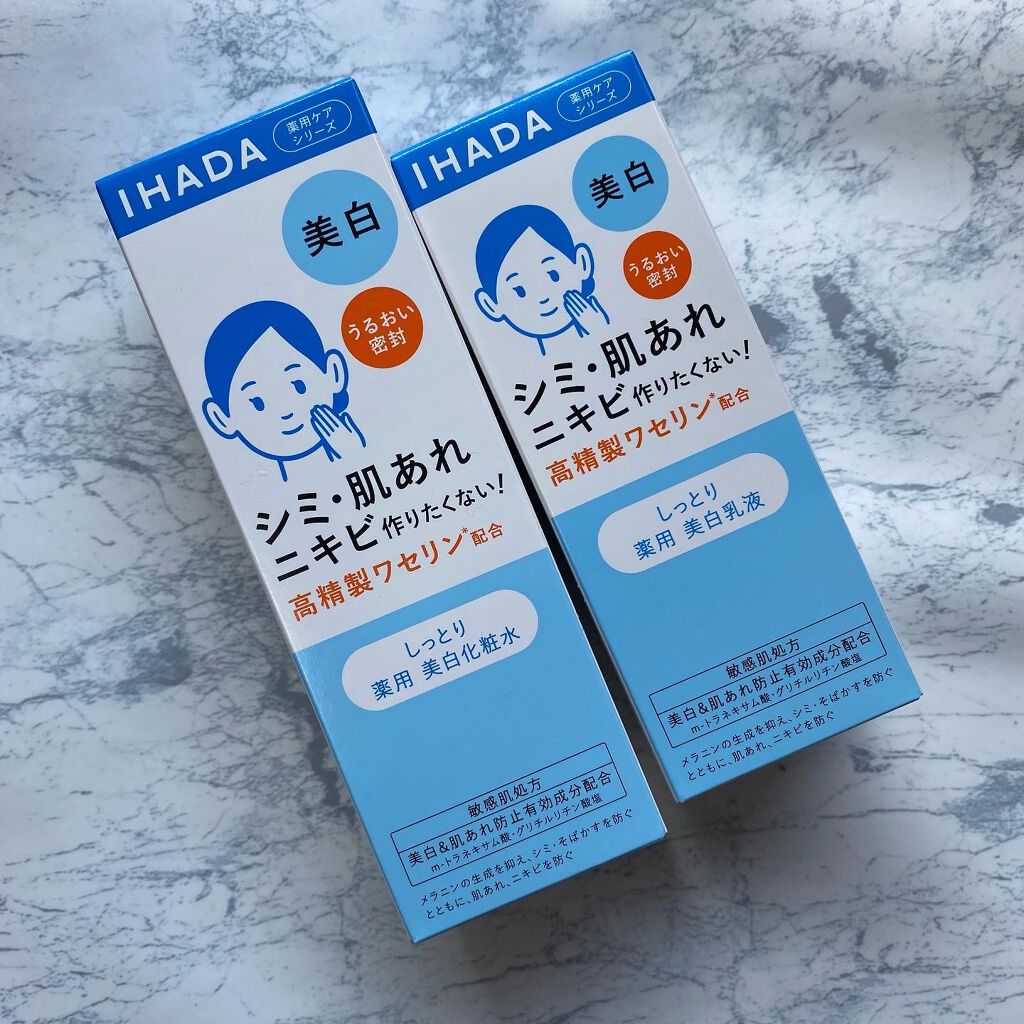 IHADA
薬用ケア
シリーズ
美白
うるおい
密封
シミ・肌あれ
ニキビ作りたくない!
高精製ワセリン*配合
しっとり
薬用 美白化粧水
敏感肌処方
美白&肌あれ防止有効成分配合
m-トラネキサム酸・グリチルリチン酸塩
メラニンの生成を抑え、シミ・そばかすを防ぐ
とともに、肌あれ、ニキビを防ぐ
IHADA
薬用ケア
シリーズ
美白
うるおい
密封
シミ・肌あれ
ニキビ作りたくない!
高精製ワセリン*配合
しっとり
薬用 美白乳液
敏感肌処方
美白&肌あれ防止有効成分配合
m-トラネキサム酸・グリチルリチン酸塩
メラニンの生成を抑え、シミ・そばかすを防ぐ
とともに、肌あれ、ニキビを防ぐ